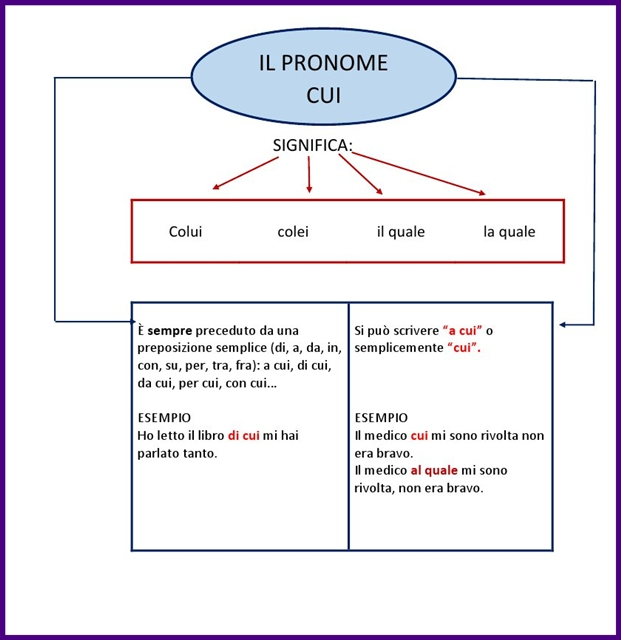 IL PRONOME
CUI
SIGNIFICA:
Colui colei il quale la quale
È sempre preceduto da una
preposizione semplice (di, a, da, in,
con, su, per, tra, fra): a cui, di cui,
da cui, per cui, con cui...
ESEMPIO
Ho letto il libro di cui mi hai
parlato tanto.
Si può scrivere “a cui” o
semplicemente “cui”.
ESEMPIO
Il medico cui mi sono rivolta non
era bravo.
Il medico al quale mi sono
rivolta, non era bravo.